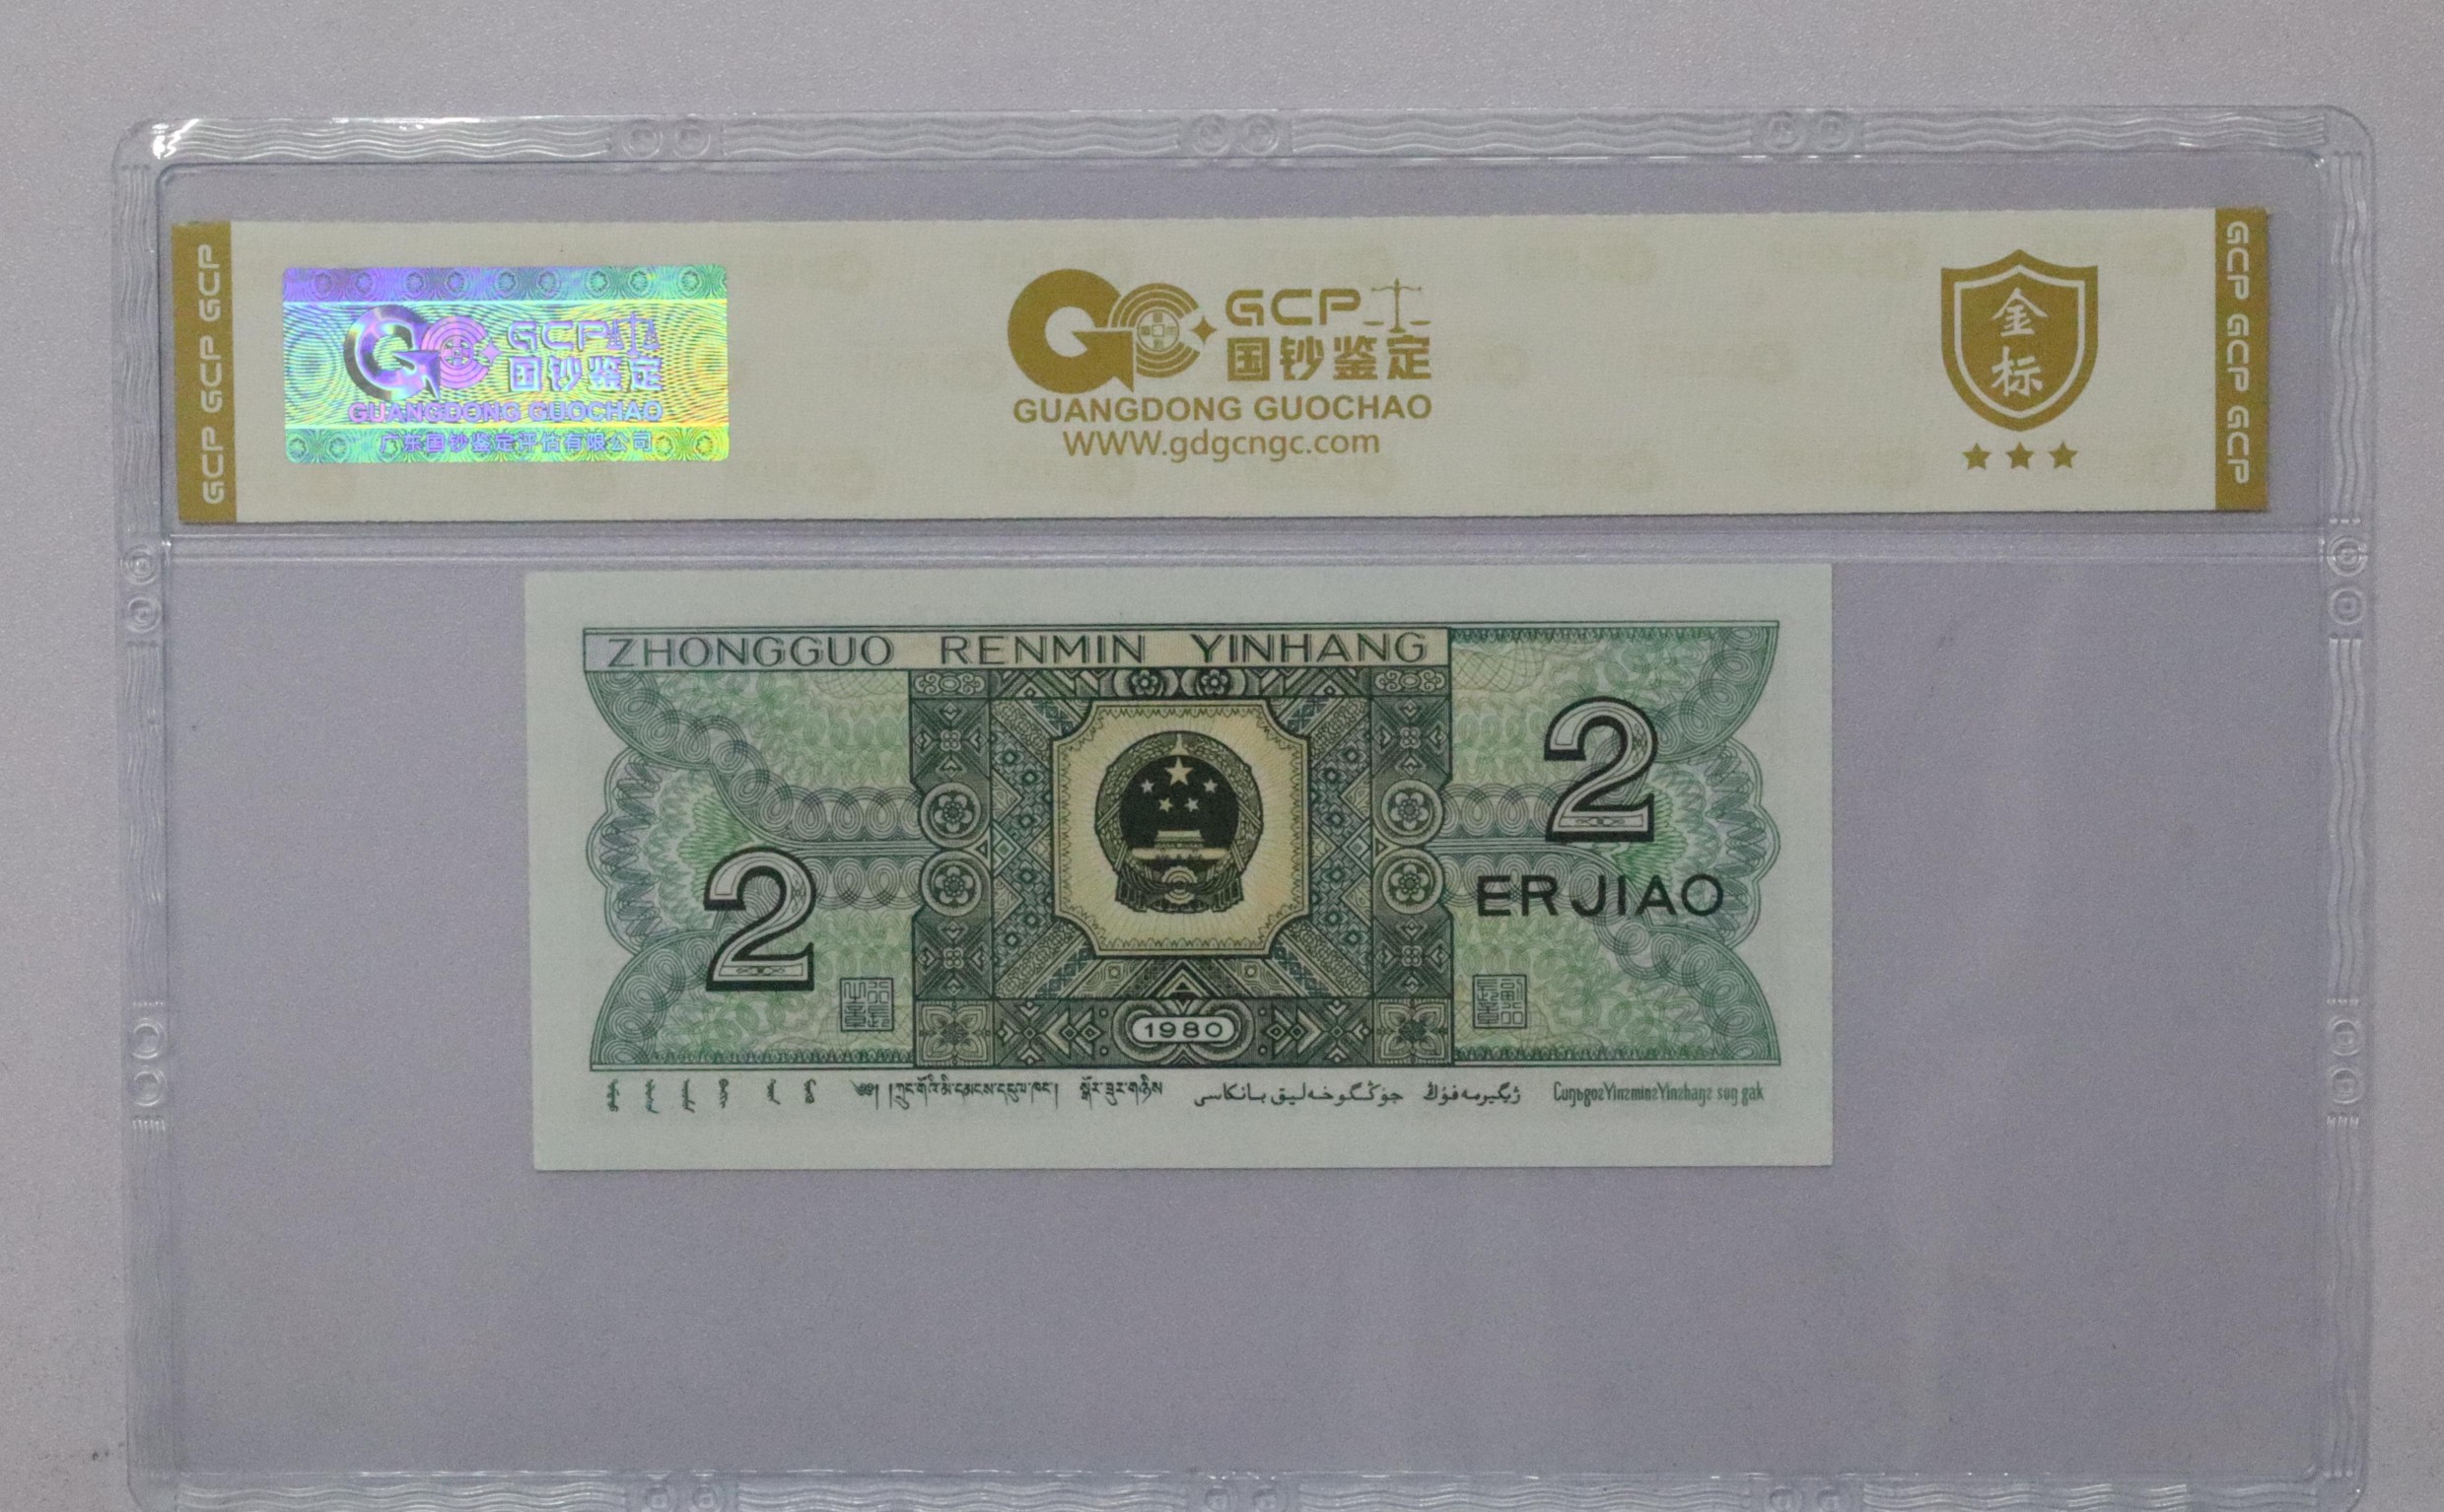 GCP GCP GCP
GCP
国钞鉴定
GUANGDONG GUOCHAO
广东国钞鉴定评估有限公司
GCP
国钞鉴定
GUANGDONG GUOCHAO
WWW.gdgcngc.com
金
标
GCP GCP GCP
ZHONGGUO RENMIN YINHANG
2
ERJIAO
2
1980